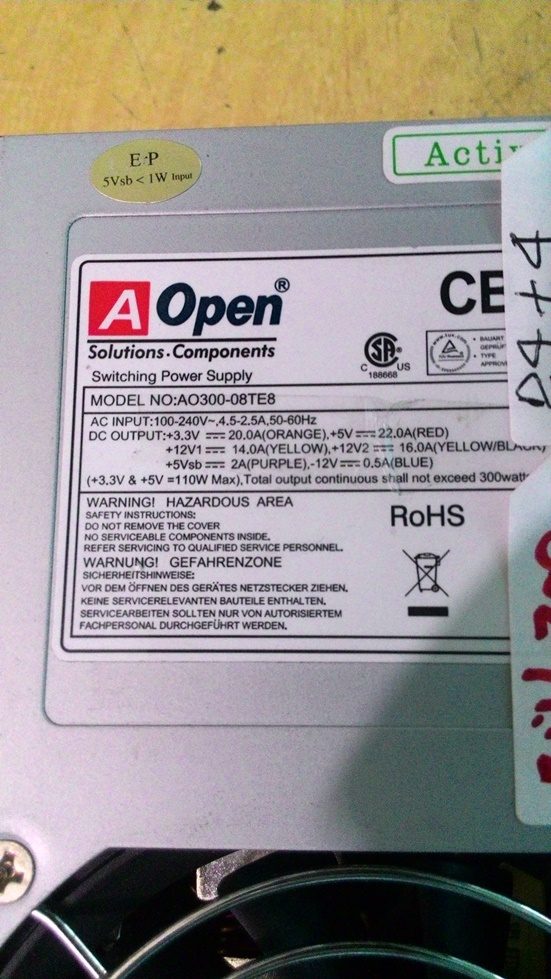 E-P
5Vsb < 1W Input
Activ
A Open®
CE
Solutions·Components
C US
188668
Switching Power Supply
MODEL NO:AO300-08TE8
AC INPUT:100-240V~,4.5-2.5A,50-60Hz
DC OUTPUT:+3.3V ⎓ 20.0A(ORANGE),+5V ⎓ 22.0A(RED)
+12V1 ⎓ 14.0A(YELLOW),+12V2 ⎓ 16.0A(YELLOW/BLACK)
+5Vsb ⎓ 2A(PURPLE),-12V ⎓ 0.5A(BLUE)
(+3.3V & +5V =110W Max),Total output continuous shall not exceed 300watt
WARNING! HAZARDOUS AREA
SAFETY INSTRUCTIONS:
DO NOT REMOVE THE COVER
NO SERVICEABLE COMPONENTS INSIDE.
REFER SERVICING TO QUALIFIED SERVICE PERSONNEL.
WARNUNG! GEFAHRENZONE
SICHERHEITSHINWEISE:
VOR DEM ÖFFNEN DES GERÄTES NETZSTECKER ZIEHEN.
KEINE SERVICERELEVANTEN BAUTEILE ENTHALTEN.
SERVICEARBEITEN SOLLTEN NUR VON AUTORISIERTEM
FACHPERSONAL DURCHGEFÜHRT WERDEN.
RoHS